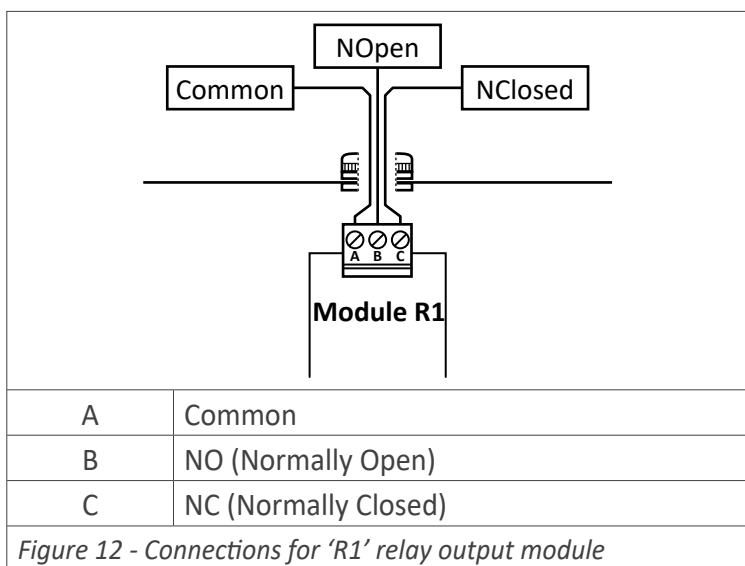 NOpen
Common
NClosed
A B C
Module R1
A Common
B NO (Normally Open)
C NC (Normally Closed)
Figure 12 - Connections for ‘R1’ relay output module